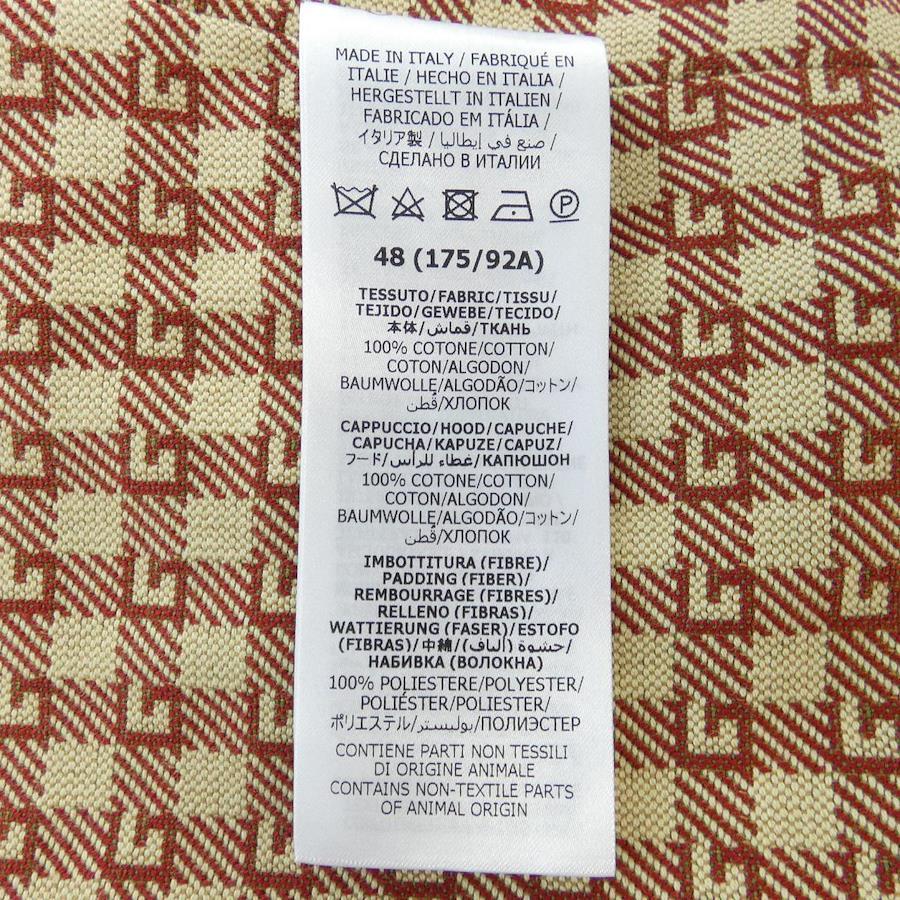 MADE IN ITALY / FABRIQUÉ EN
ITALIE / HECHO EN ITALIA /
HERGESTELLT IN ITALIEN /
FABRICADO EM ITÁLIA /
イタリア製 / صنع في إيطاليا /
СДЕЛАНО В ИТАЛИИ
P
48 (175/92A)
TESSUTO/FABRIC/TISSU/
TEJIDO/GEWEBE/TECIDO/
本体/قماش/ТКАНЬ
100% COTONE/COTTON/
COTON/ALGODON/
BAUMWOLLE/ALGODÃO/コットン/
قطن/ХЛОПОК
CAPPUCCIO/HOOD/CAPUCHE/
CAPUCHA/KAPUZE/CAPUZ/
フード/غطاء للرأس/КАПЮШОН
100% COTONE/COTTON/
COTON/ALGODON/
BAUMWOLLE/ALGODÃO/コットン/
قطن/ХЛОПОК
IMBOTTITURA (FIBRE)/
PADDING (FIBER)/
REMBOURRAGE (FIBRES)/
RELLENO (FIBRAS)/
WATTIERUNG (FASER)/ESTOFO
(FIBRAS)/中綿/(ألياف) حشوة/
НАБИВКА (ВОЛОКНА)
100% POLIESTERE/POLYESTER/
POLIÉSTER/POLIESTER/
ポリエステル/بوليستر/ПОЛИЭСТЕР
CONTIENE PARTI NON TESSILI
DI ORIGINE ANIMALE
CONTAINS NON-TEXTILE PARTS
OF ANIMAL ORIGIN